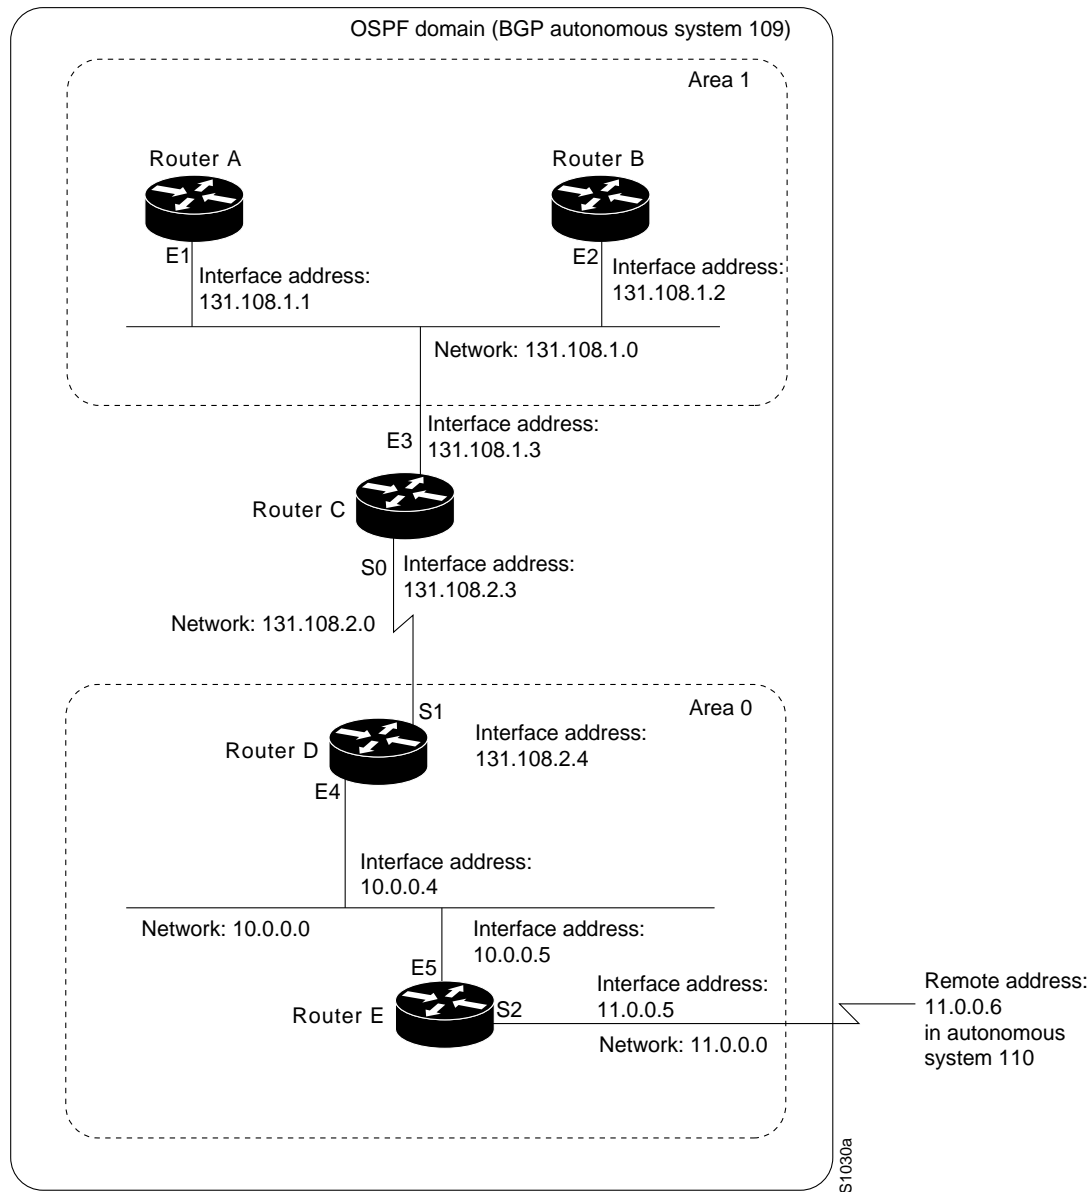 OSPF domain (BGP autonomous system 109)
Area 1
Router A
Router B
E1
Interface address:
131.108.1.1
E2
Interface address:
131.108.1.2
Network: 131.108.1.0
E3
Interface address:
131.108.1.3
Router C
S0
Interface address:
131.108.2.3
Network: 131.108.2.0
Area 0
S1
Router D
Interface address:
131.108.2.4
E4
Interface address:
10.0.0.4
Network: 10.0.0.0
Interface address:
10.0.0.5
E5
Router E
S2
Interface address:
11.0.0.5
Network: 11.0.0.0
Remote address:
11.0.0.6
in autonomous
system 110
S1030a